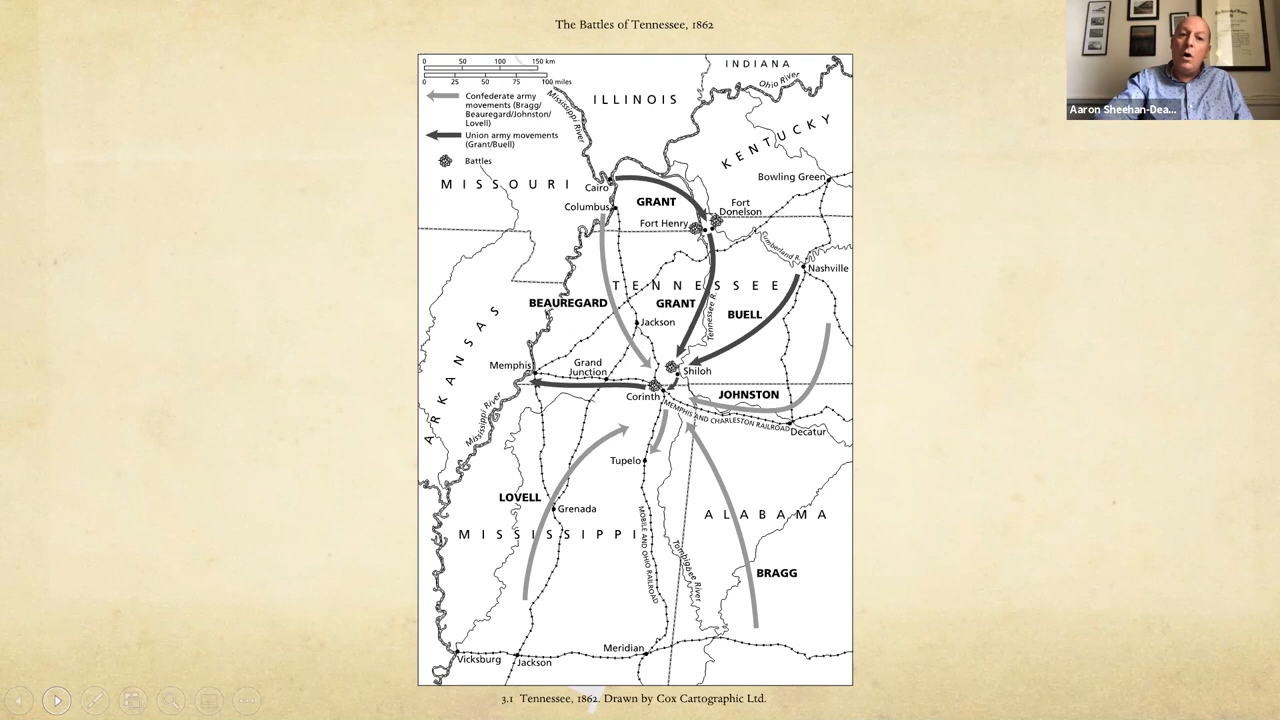 The Battles of Tennessee, 1862
0 50 100 150 km
0 25 50 75 100 miles
Confederate army
movements (Bragg/
Beauregard/Johnston/
Lovell)
Union army movements
(Grant/Buell)
Battles
INDIANA
Ohio River
ILLINOIS
Mississippi River
KENTUCKY
MISSOURI
Bowling Green
Cairo
Columbus
GRANT
Fort
Donelson
Fort Henry
Cumberland R.
Nashville
TENNESSEE
BEAUREGARD
GRANT
BUELL
Tennessee R.
Jackson
ARKANSAS
Memphis
Grand
Junction
Shiloh
Corinth
JOHNSTON
MEMPHIS AND CHARLESTON RAILROAD
Decatur
Mississippi River
Tupelo
LOVELL
Grenada
MISSISSIPPI
MOBILE AND OHIO RAILROAD
ALABAMA
Tombigbee River
BRAGG
Meridian
Vicksburg
Jackson
3.1 Tennessee, 1862. Drawn by Cox Cartographic Ltd.
Aaron Sheehan-Dea...